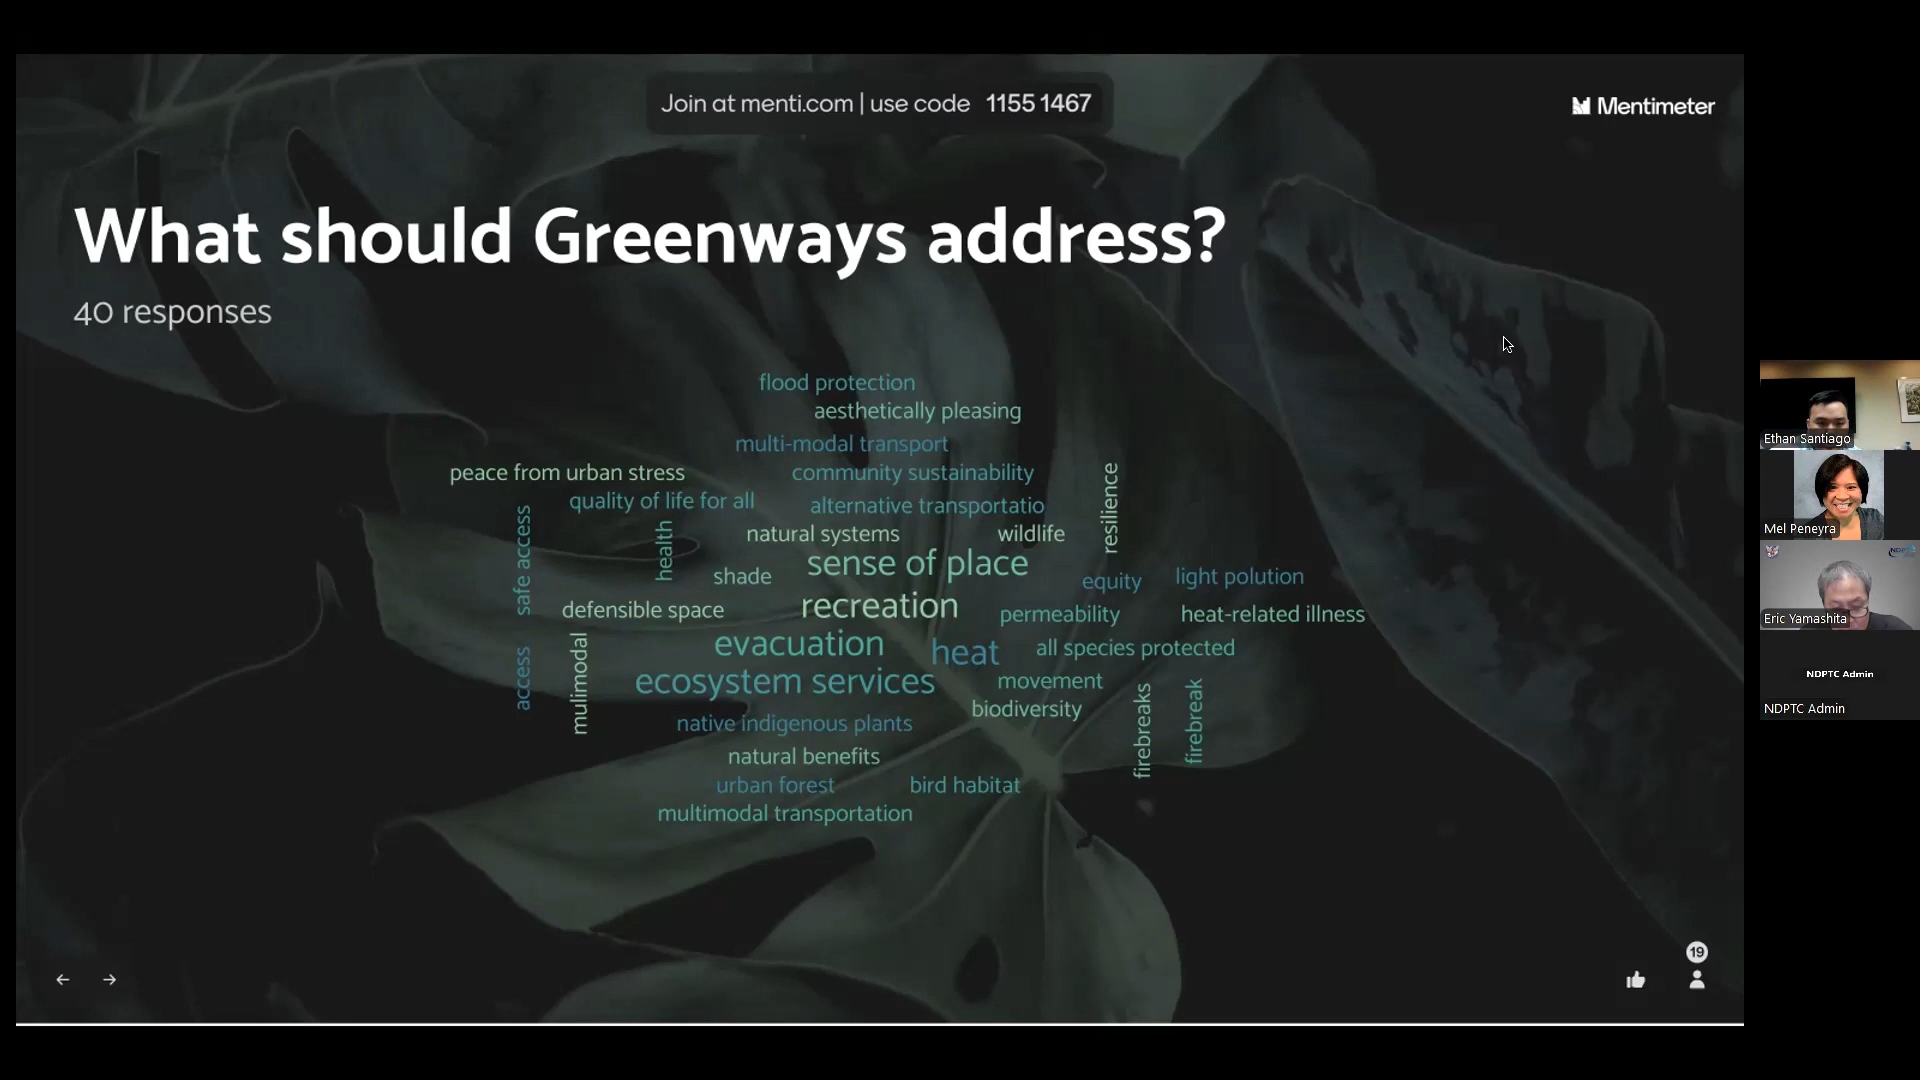 Join at menti.com | use code 1155 1467
Mentimeter
What should Greenways address?
40 responses
flood protection
aesthetically pleasing
multi-modal transport
peace from urban stress
community sustainability
resilience
quality of life for all
alternative transportatio
safe access
health
natural systems
wildlife
sense of place
shade
equity
light polution
defensible space
recreation
permeability
heat-related illness
evacuation
heat
all species protected
access
mulimodal
ecosystem services
movement
biodiversity
firebreaks
firebreak
native indigenous plants
natural benefits
urban forest
bird habitat
multimodal transportation
19
Ethan Santiago
Mel Peneyra
Eric Yamashita
NDPTC Admin
NDPTC Admin